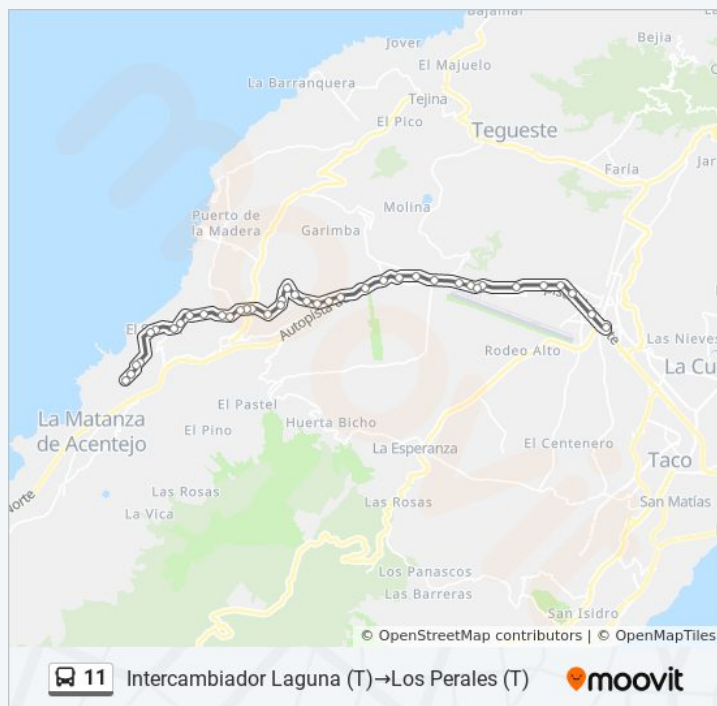 Bajamar
Jover
Bejia
El Majuelo
La Barranquera
Tejina
El Pico
Tegueste
Faría
Jar
Molina
Puerto de
la Madera
Garimba
Autopista
El S
Rodeo Alto
Las Nieves
La Cu
La Matanza
de Acentejo
El Pastel
El Pino
Huerta Bicho
La Esperanza
El Centenero
Taco
Norte
Las Rosas
La Vica
Las Rosas
San Matías
Los Panascos
Las Barreras
San Isidro
© OpenStreetMap contributors | © OpenMapTiles
11 Intercambiador Laguna (T)→Los Perales (T) moovit